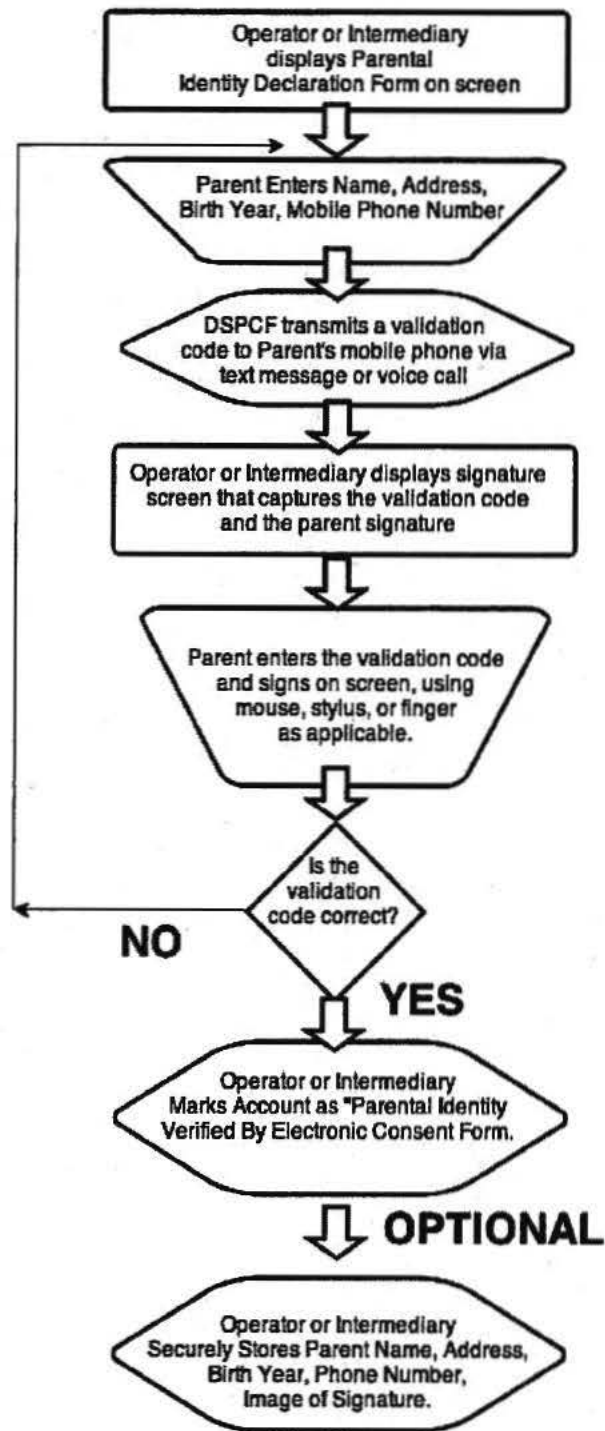 Operator or Intermediary
displays Parental
Identity Declaration Form on screen
Parent Enters Name, Address,
Birth Year, Mobile Phone Number
DSPCF transmits a validation
code to Parent's mobile phone via
text message or voice call
Operator or Intermediary displays signature
screen that captures the validation code
and the parent signature
Parent enters the validation code
and signs on screen, using
mouse, stylus, or finger
as applicable.
Is the
validation
code correct?
NO
YES
Operator or Intermediary
Marks Account as "Parental Identity
Verified By Electronic Consent Form.
OPTIONAL
Operator or Intermediary
Securely Stores Parent Name, Address,
Birth Year, Phone Number,
Image of Signature.